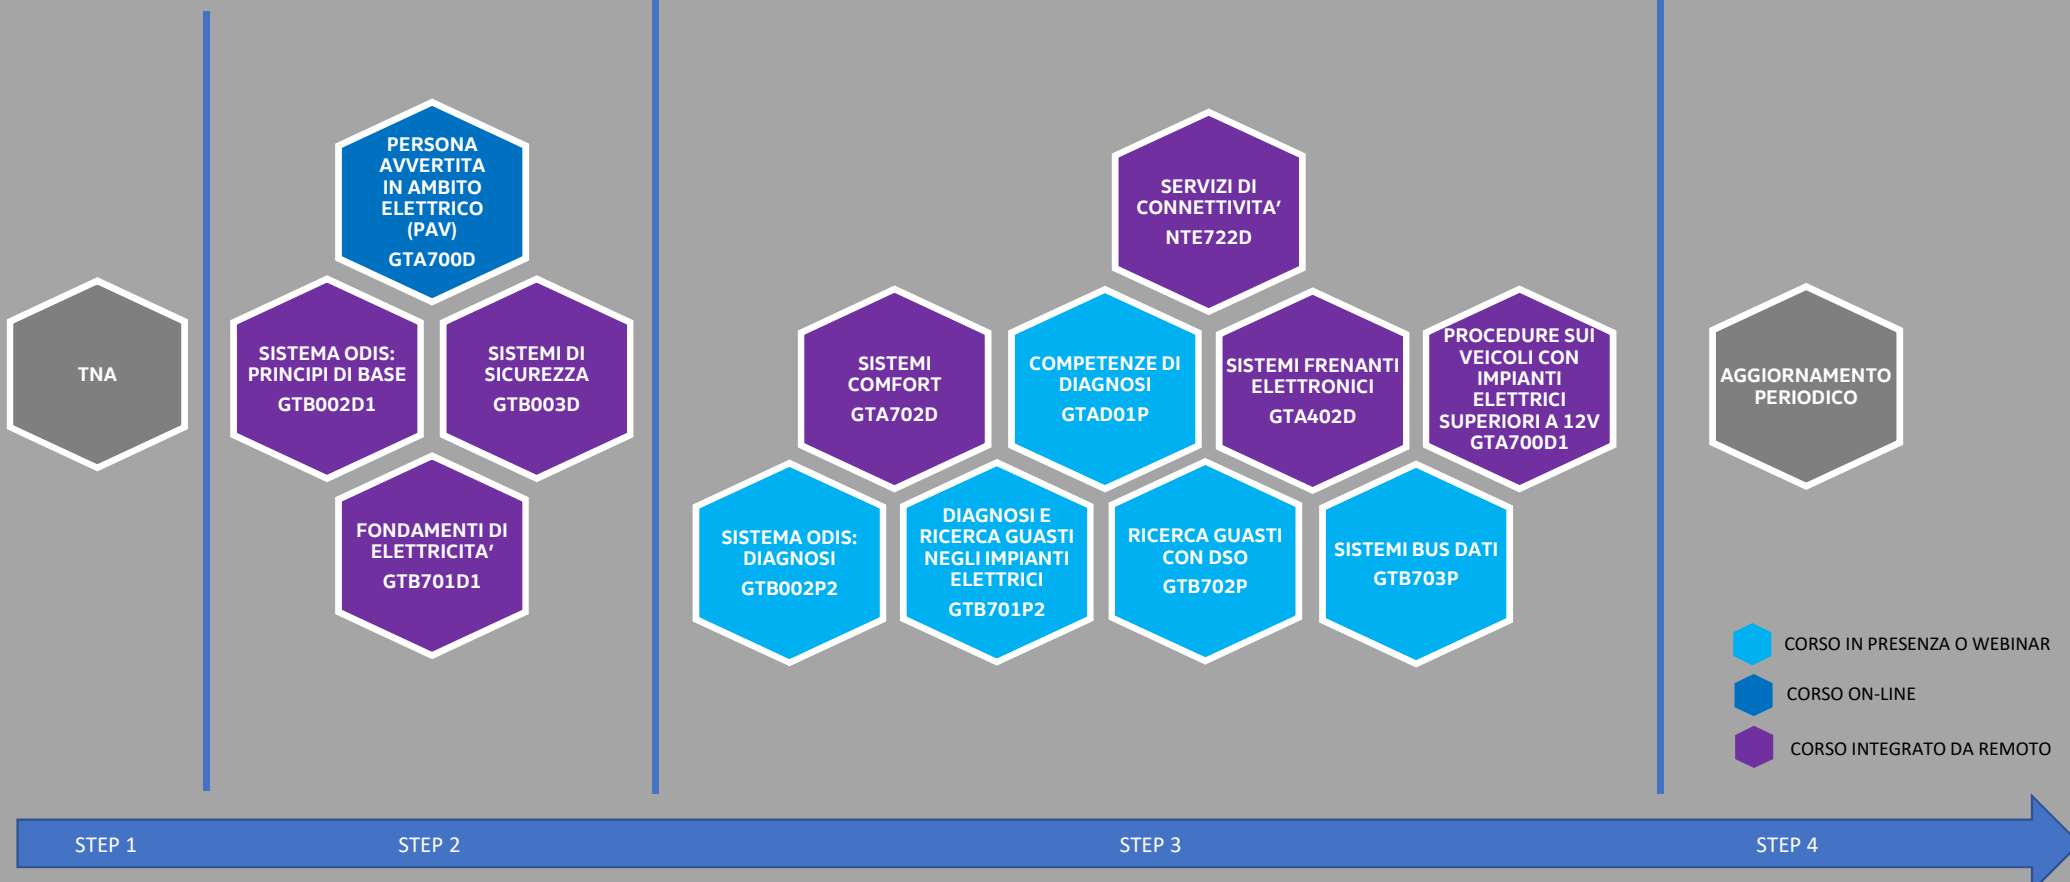 TNA
PERSONA
AVVERTITA
IN AMBITO
ELETTRICO
(PAV)
GTA700D
SISTEMA ODIS:
PRINCIPI DI BASE
GTB002D1
SISTEMI DI
SICUREZZA
GTB003D
FONDAMENTI DI
ELETTRICITA’
GTB701D1
SERVIZI DI
CONNETTIVITA’
NTE722D
SISTEMI
COMFORT
GTA702D
COMPETENZE DI
DIAGNOSI
GTAD01P
SISTEMI FRENANTI
ELETTRONICI
GTA402D
PROCEDURE SUI
VEICOLI CON
IMPIANTI
ELETTRICI
SUPERIORI A 12V
GTA700D1
SISTEMA ODIS:
DIAGNOSI
GTB002P2
DIAGNOSI E
RICERCA GUASTI
NEGLI IMPIANTI
ELETTRICI
GTB701P2
RICERCA GUASTI
CON DSO
GTB702P
SISTEMI BUS DATI
GTB703P
AGGIORNAMENTO
PERIODICO
CORSO IN PRESENZA O WEBINAR
CORSO ON-LINE
CORSO INTEGRATO DA REMOTO
STEP 1
STEP 2
STEP 3
STEP 4